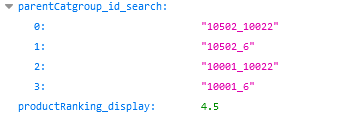 parentCatgroup_id_search:
0: "10502_10022"
1: "10502_6"
2: "10001_10022"
3: "10001_6"
productRanking_display: 4.5